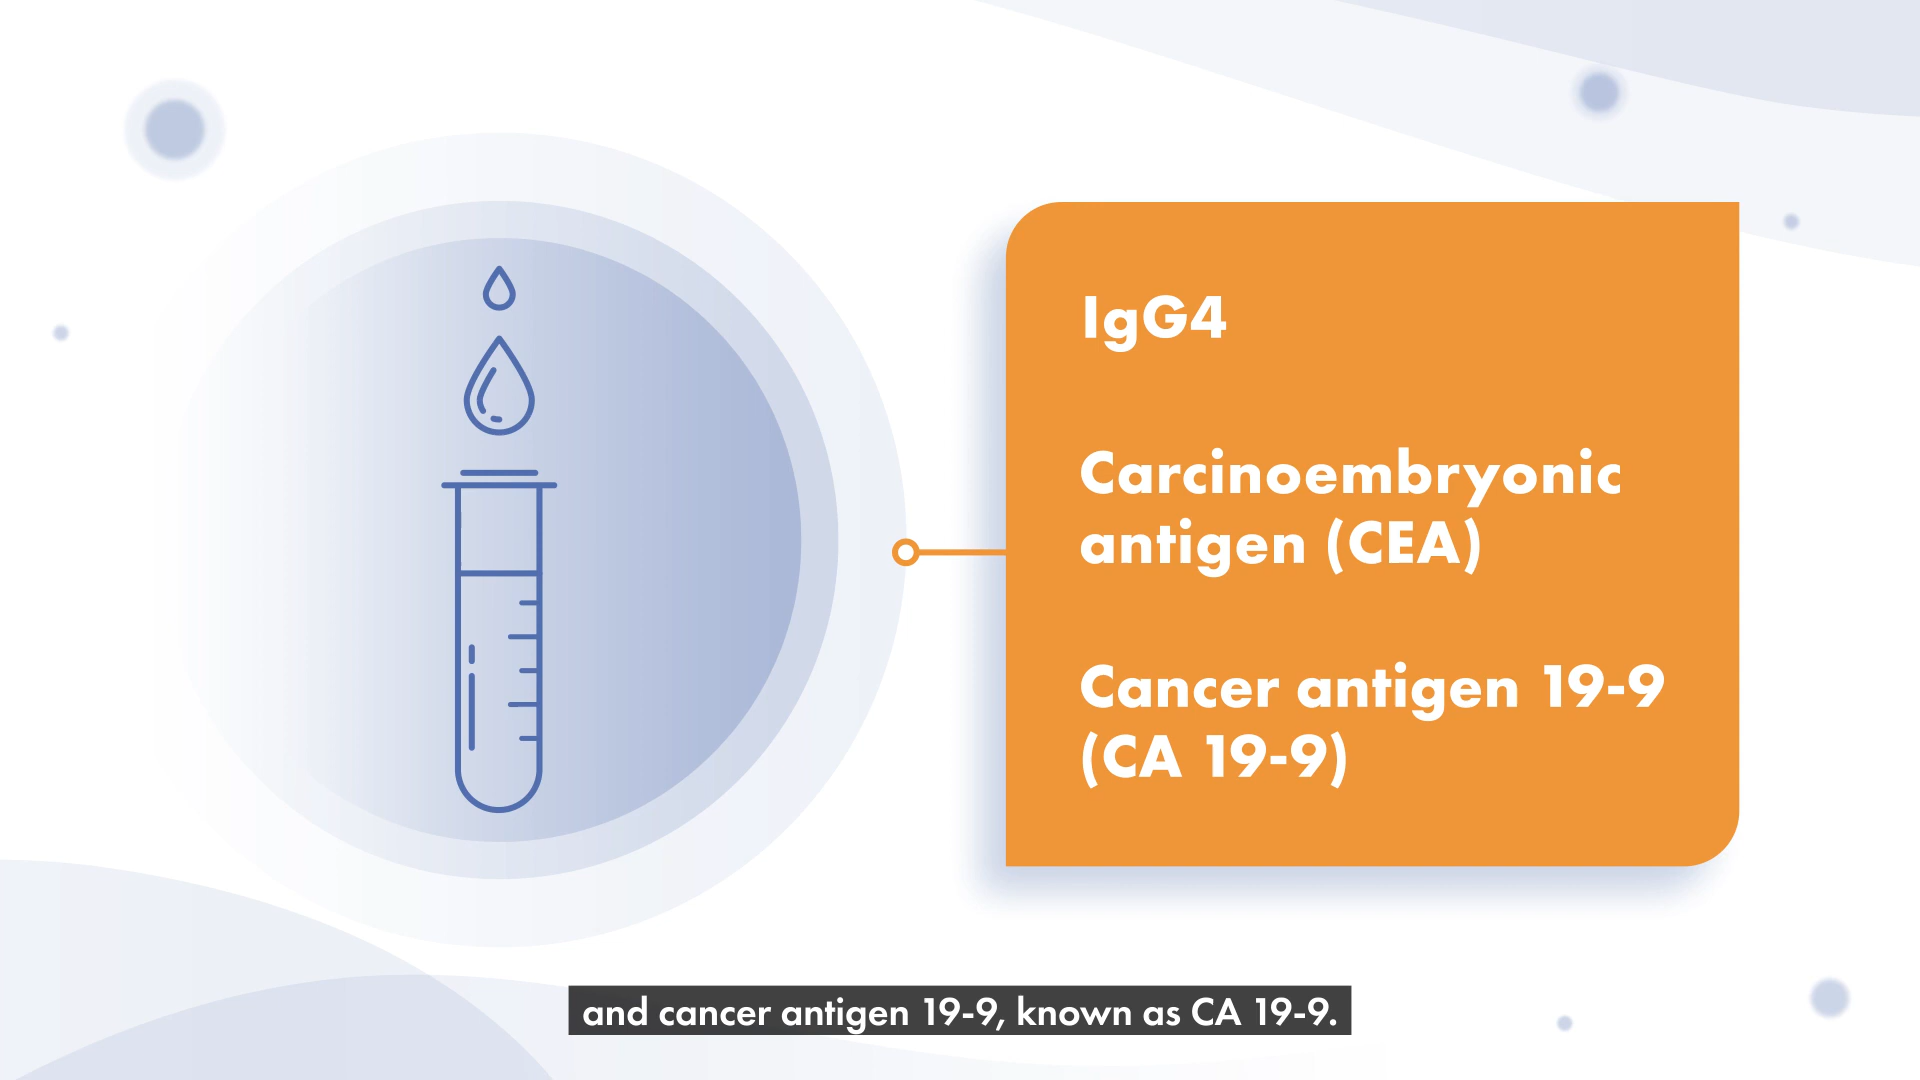 IgG4
Carcinoembryonic
antigen (CEA)
Cancer antigen 19-9
(CA 19-9)
and cancer antigen 19-9, known as CA 19-9.